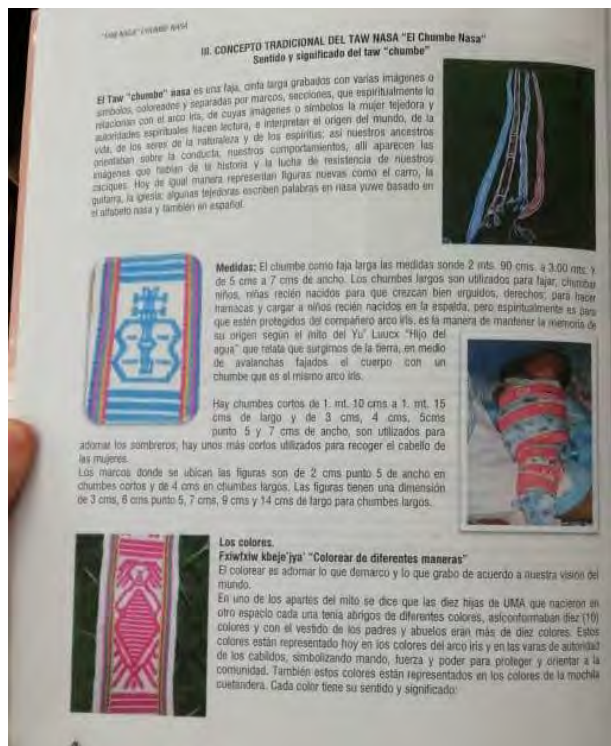 "TAW NASA" CHUMBE NASA
III. CONCEPTO TRADICIONAL DEL TAW NASA "El Chumbe Nasa"
Sentido y significado del taw "chumbe"
El Taw "chumbe" nasa es una faja, cinta larga grabados con varias imágenes o
símbolos, coloreados y separadas por marcos, secciones, que espiritualmente lo
relacionan con el arco iris, de cuyas imágenes o símbolos la mujer tejedora y
autoridades espirituales hacen lectura, e interpretan el origen del mundo, de la
vida, de los seres de la naturaleza y de los espíritus; así nuestros ancestros
orientaban sobre la conducta, nuestros comportamientos, allí aparecen las
imágenes que hablan de la historia y la lucha de resistencia de nuestros
caciques. Hoy de igual manera representan figuras nuevas como el carro, la
guitarra, la iglesia; algunas tejedoras escriben palabras en nasa yuwe basado en
el alfabeto nasa y también en español.
Medidas: El chumbe como faja larga las medidas sonde 2 mts. 90 cms. a 3.00 mts. Y
de 5 cms a 7 cms de ancho. Los chumbes largos son utilizados para fajar, chumbar
niños, niñas recién nacidos para que crezcan bien erguidos, derechos; para hacer
hamacas y cargar a niños recién nacidos en la espalda, pero espiritualmente es para
que estén protegidos del compañero arco iris, es la manera de mantener la memoria de
su origen según el mito del Yu' Luucx "Hijo del
agua" que relata que surgimos de la tierra, en medio
de avalanchas fajados el cuerpo con un
chumbe que es el mismo arco iris.
Hay chumbes cortos de 1. mt. 10 cms a 1. mt. 15
cms de largo y de 3 cms, 4 cms, 5cms
punto 5 y 7 cms de ancho, son utilizados para
adornar los sombreros, hay unos más cortos utilizados para recoger el cabello de
las mujeres.
Los marcos donde se ubican las figuras son de 2 cms punto 5 de ancho en
chumbes cortos y de 4 cms en chumbes largos. Las figuras tienen una dimensión
de 3 cms, 6 cms punto 5, 7 cms, 9 cms y 14 cms de largo para chumbes largos.
Los colores.
Fxiwfxiw kbeje'jya' "Colorear de diferentes maneras"
El colorear es adornar lo que demarco y lo que grabo de acuerdo a nuestra visión del
mundo.
En uno de los apartes del mito se dice que las diez hijas de UMA que nacieron en
otro espacio cada una tenía abrigos de diferentes colores, asiconformaban diez (10)
colores y con el vestido de los padres y abuelos eran más de diez colores. Estos
colores están representado hoy en los colores del arco iris y en las varas de autoridad
de los cabildos, simbolizando mando, fuerza y poder para proteger y orientar a la
comunidad. También estos colores están representados en los colores de la mochila
cuetandera. Cada color tiene su sentido y significado: